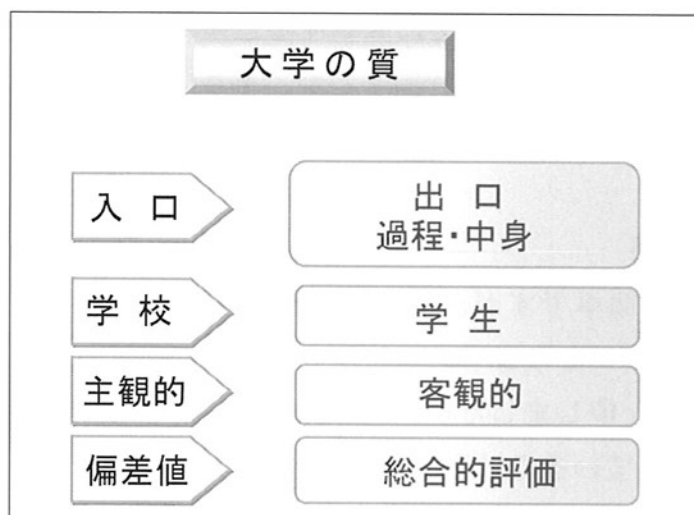 大学の質
入口
出口
過程・中身
学校
学生
主観的
客観的
偏差値
総合的評価